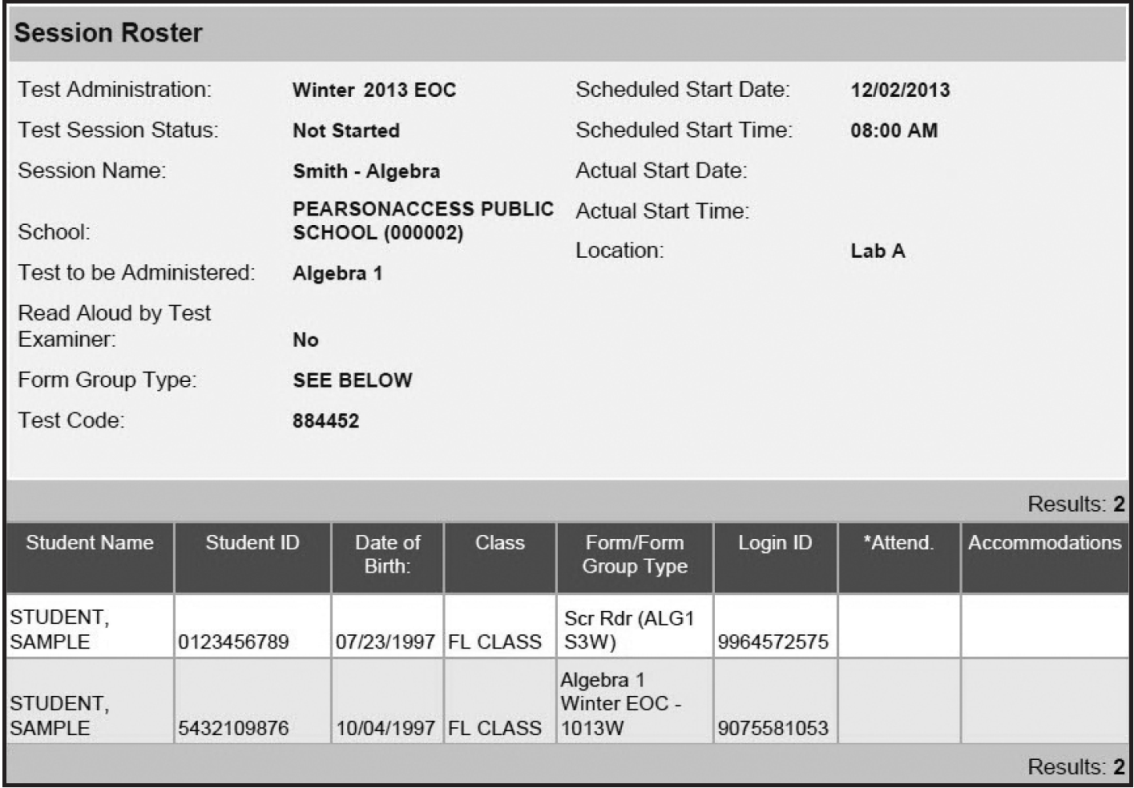 Session Roster
Test Administration: Winter 2013 EOC
Scheduled Start Date: 12/02/2013
Test Session Status: Not Started
Scheduled Start Time: 08:00 AM
Session Name: Smith - Algebra
Actual Start Date:
School: PEARSONACCESS PUBLIC
SCHOOL (000002)
Actual Start Time:
Location: Lab A
Test to be Administered: Algebra 1
Read Aloud by Test
Examiner: No
Form Group Type: SEE BELOW
Test Code: 884452
Results: 2
Student Name Student ID Date of Birth: Class Form/Form Group Type Login ID *Attend. Accommodations
STUDENT, SAMPLE 0123456789 07/23/1997 FL CLASS Scr Rdr (ALG1 S3W) 9964572575
STUDENT, SAMPLE 5432109876 10/04/1997 FL CLASS Algebra 1 Winter EOC - 1013W 9075581053
Results: 2